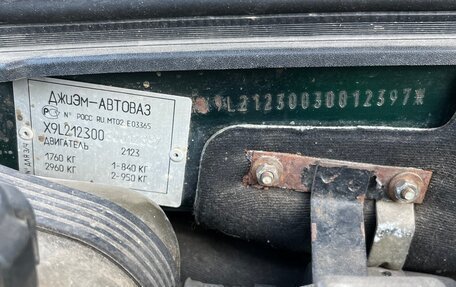 ДжиЭм-АВТОВАЗ
№ РОСС RU.МТ02.Е03365
X9L212300
ДВИГАТЕЛЬ 2123
1760 КГ 1-840 КГ
2960 КГ 2-950 КГ
X9L21230030012397*